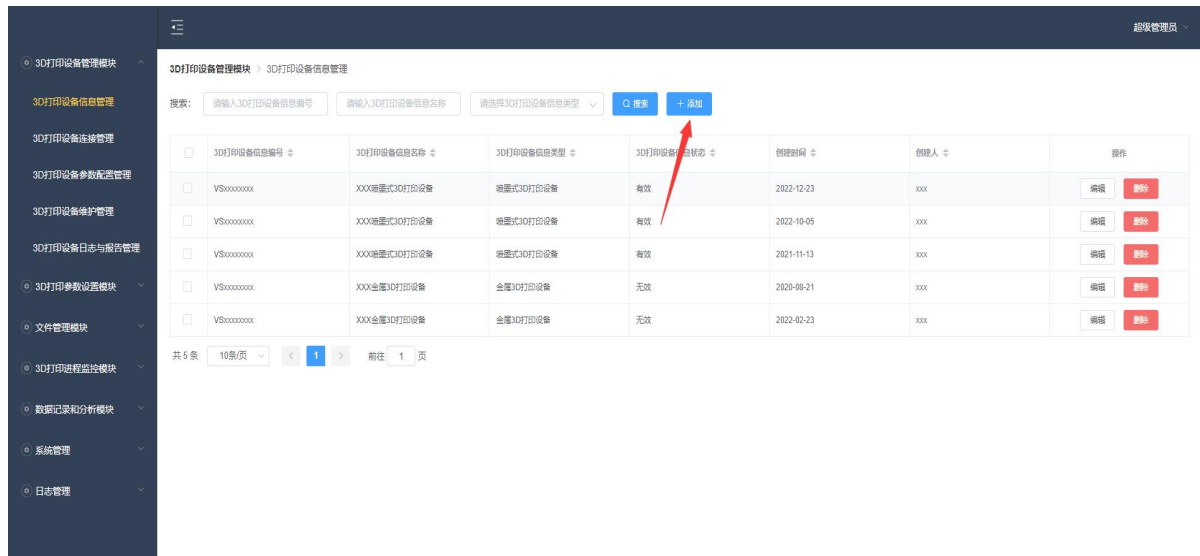 超级管理员
3D打印设备管理模块
3D打印设备信息管理
3D打印设备连接管理
3D打印设备参数配置管理
3D打印设备维护管理
3D打印设备日志与报告管理
3D打印参数设置模块
文件管理模块
3D打印进程监控模块
数据记录和分析模块
系统管理
日志管理
3D打印设备管理模块 > 3D打印设备信息管理
搜索: 请输入3D打印设备信息编号 请输入3D打印设备信息名称 请选择3D打印设备信息类型 搜索 + 添加
3D打印设备信息编号 3D打印设备信息名称 3D打印设备信息类型 3D打印设备信息状态 创建时间 创建人 操作
VSxxxxxxxx XXX喷墨式3D打印设备 喷墨式3D打印设备 有效 2022-12-23 xxx 编辑 删除
VSxxxxxxxx XXX喷墨式3D打印设备 喷墨式3D打印设备 有效 2022-10-05 xxx 编辑 删除
VSxxxxxxxx XXX喷墨式3D打印设备 喷墨式3D打印设备 有效 2021-11-13 xxx 编辑 删除
VSxxxxxxxx XXX金属3D打印设备 金属3D打印设备 无效 2020-08-21 xxx 编辑 删除
VSxxxxxxxx XXX金属3D打印设备 金属3D打印设备 无效 2022-02-23 xxx 编辑 删除
共 5 条 10条/页 < 1 > 前往 1 页